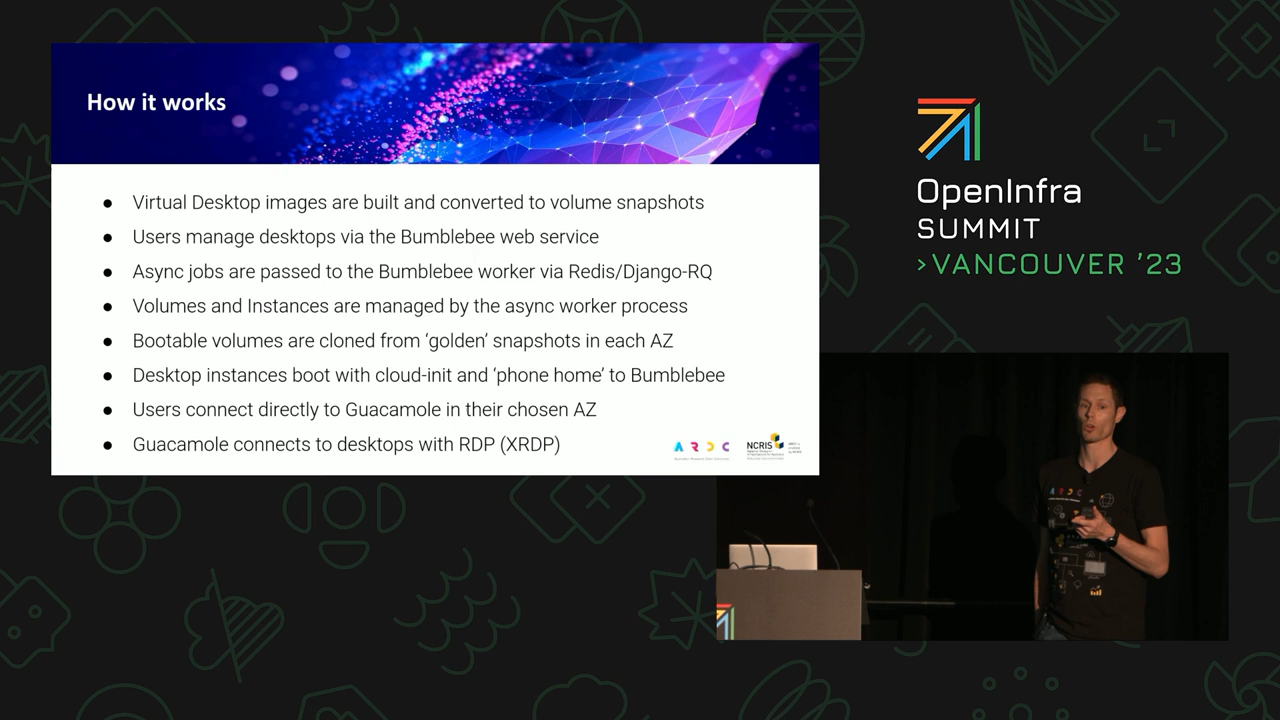 How it works
● Virtual Desktop images are built and converted to volume snapshots
● Users manage desktops via the Bumblebee web service
● Async jobs are passed to the Bumblebee worker via Redis/Django-RQ
● Volumes and Instances are managed by the async worker process
● Bootable volumes are cloned from ‘golden’ snapshots in each AZ
● Desktop instances boot with cloud-init and ‘phone home’ to Bumblebee
● Users connect directly to Guacamole in their chosen AZ
● Guacamole connects to desktops with RDP (XRDP)
ARDC
NCRIS
OpenInfra
SUMMIT
>VANCOUVER ’23
ARDC